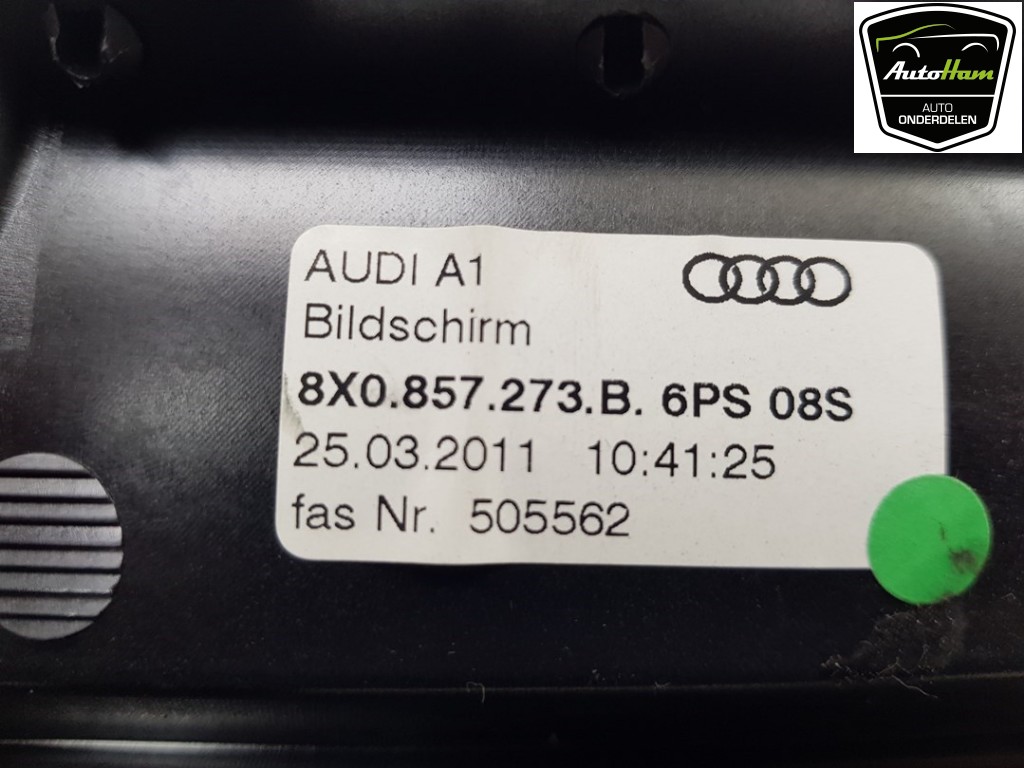 AutoHam
AUTO
ONDERDELEN
AUDI A1
Bildschirm
8X0.857.273.B. 6PS 08S
25.03.2011 10:41:25
fas Nr. 505562